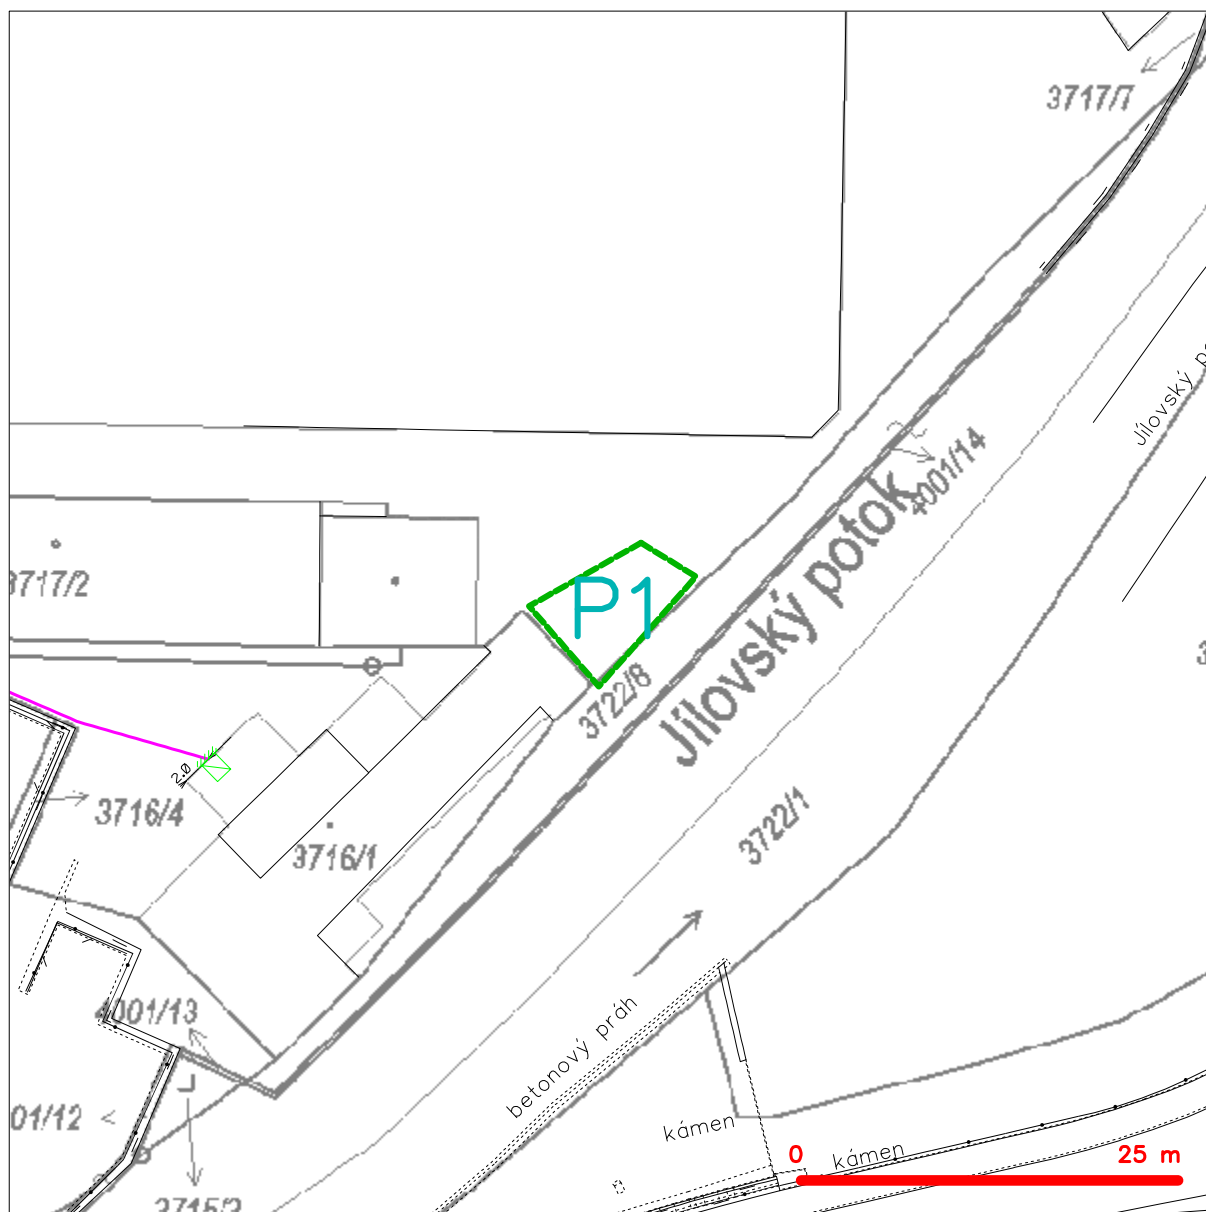 3717/7
Jílovský
4001/14
Jílovský potok
3717/2
P1
3722/8
2.0
3716/4
3716/1
3722/1
4001/13
betonový práh
01/12
kámen
kámen
0
25 m
3715/2